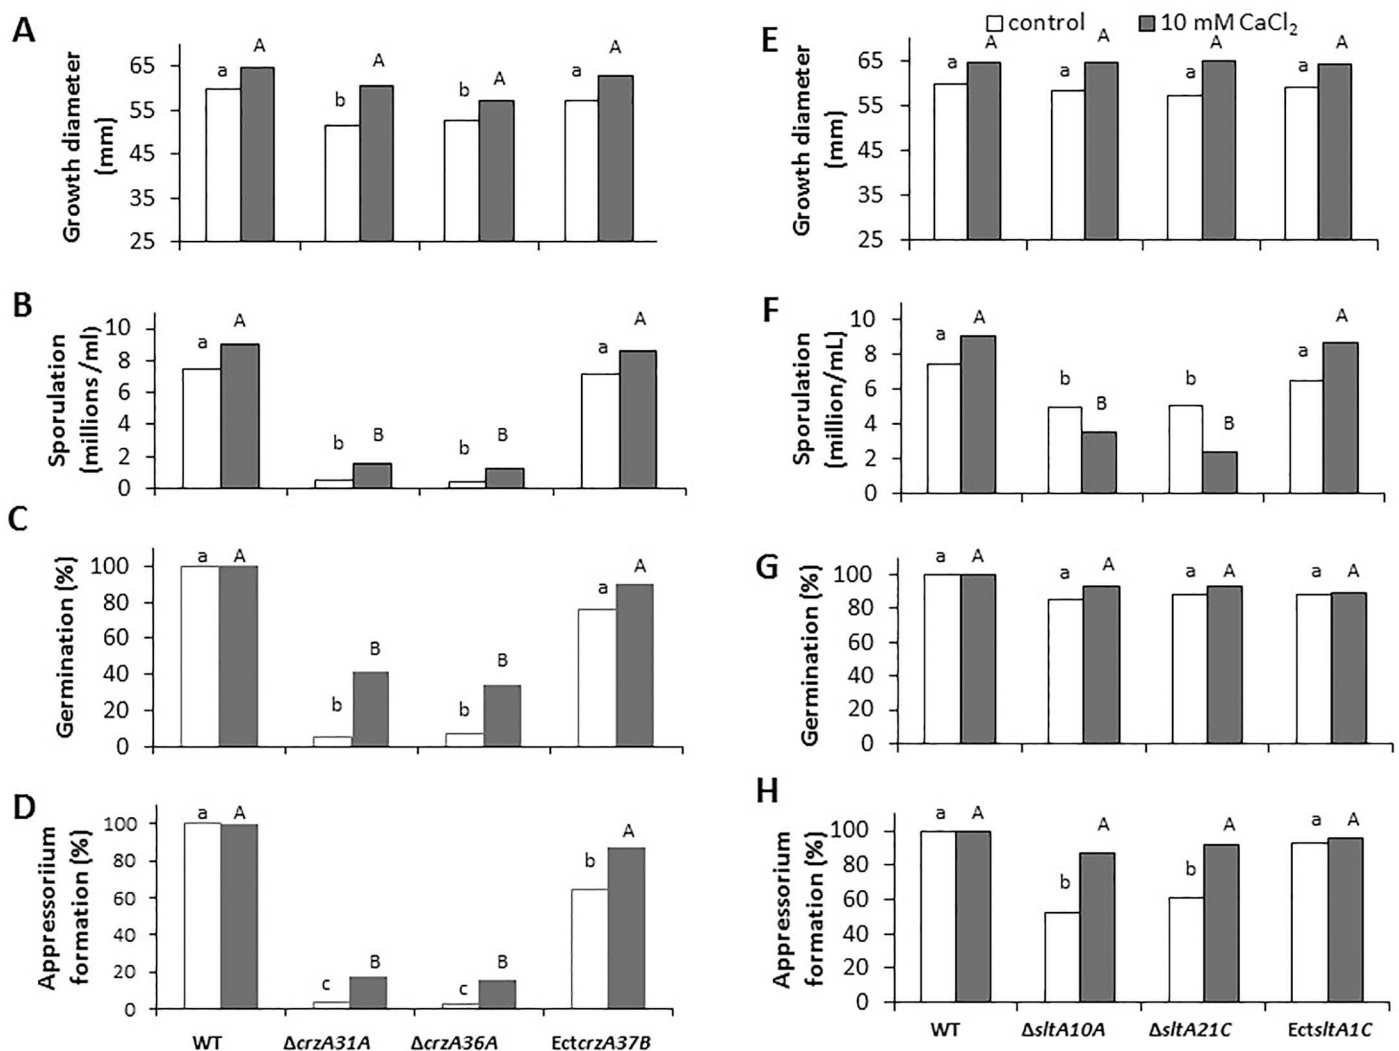 A
Growth diameter
(mm)
65
55
45
35
25
a
A
b
A
b
A
a
A
E
control
10 mM CaCl2
Growth diameter
(mm)
65
55
45
35
25
a
A
a
A
a
A
a
A
B
Sporulation
(millions /ml)
10
8
6
4
2
0
a
A
b
B
b
B
a
A
F
Sporulation
(million/mL)
10
8
6
4
2
0
a
A
b
B
b
B
a
A
C
Germination (%)
100
80
60
40
20
0
a
A
b
B
b
B
a
A
G
Germination (%)
100
80
60
40
20
0
a
A
a
A
a
A
a
A
D
Appressoriium
formation (%)
100
80
60
40
20
0
a
A
c
B
c
B
b
A
WT
ΔcrzA31A
ΔcrzA36A
EctcrzA37B
H
Appressorium
formation (%)
100
80
60
40
20
0
a
A
b
A
b
A
a
A
WT
ΔsltA10A
ΔsltA21C
EctsltA1C